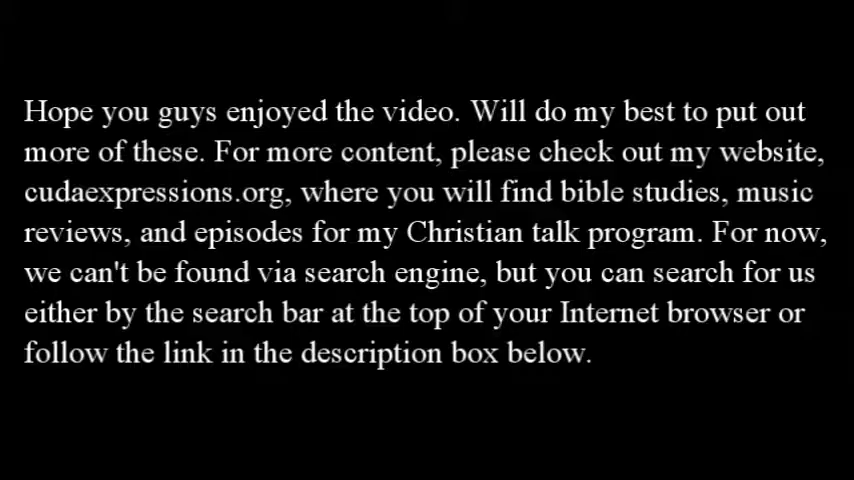 Hope you guys enjoyed the video. Will do my best to put out
more of these. For more content, please check out my website,
cudaexpressions.org, where you will find bible studies, music
reviews, and episodes for my Christian talk program. For now,
we can't be found via search engine, but you can search for us
either by the search bar at the top of your Internet browser or
follow the link in the description box below.